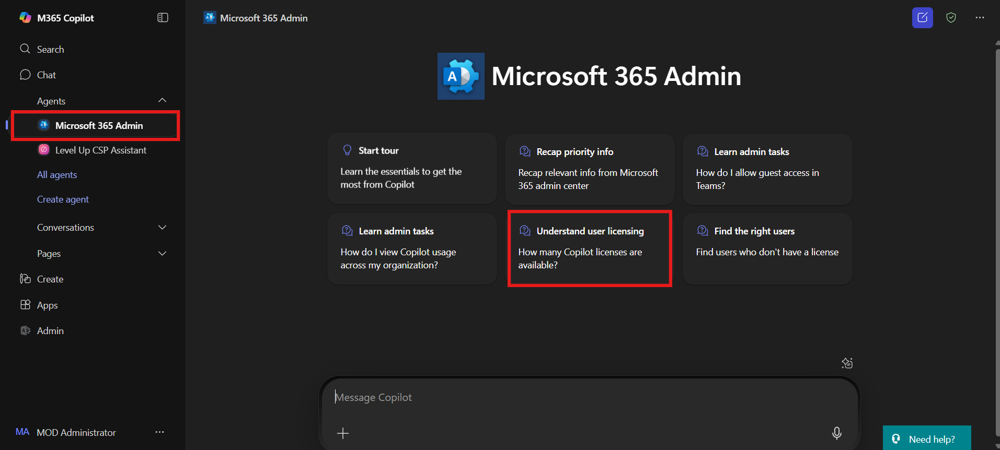 M365 Copilot
Search
Chat
Agents
Microsoft 365 Admin
Level Up CSP Assistant
All agents
Create agent
Conversations
Pages
Create
Apps
Admin
MA MOD Administrator
Microsoft 365 Admin
A Microsoft 365 Admin
Start tour
Learn the essentials to get the
most from Copilot
Recap priority info
Recap relevant info from Microsoft
365 admin center
Learn admin tasks
How do I allow guest access in
Teams?
Learn admin tasks
How do I view Copilot usage
across my organization?
Understand user licensing
How many Copilot licenses are
available?
Find the right users
Find users who don't have a license
Message Copilot
Need help?